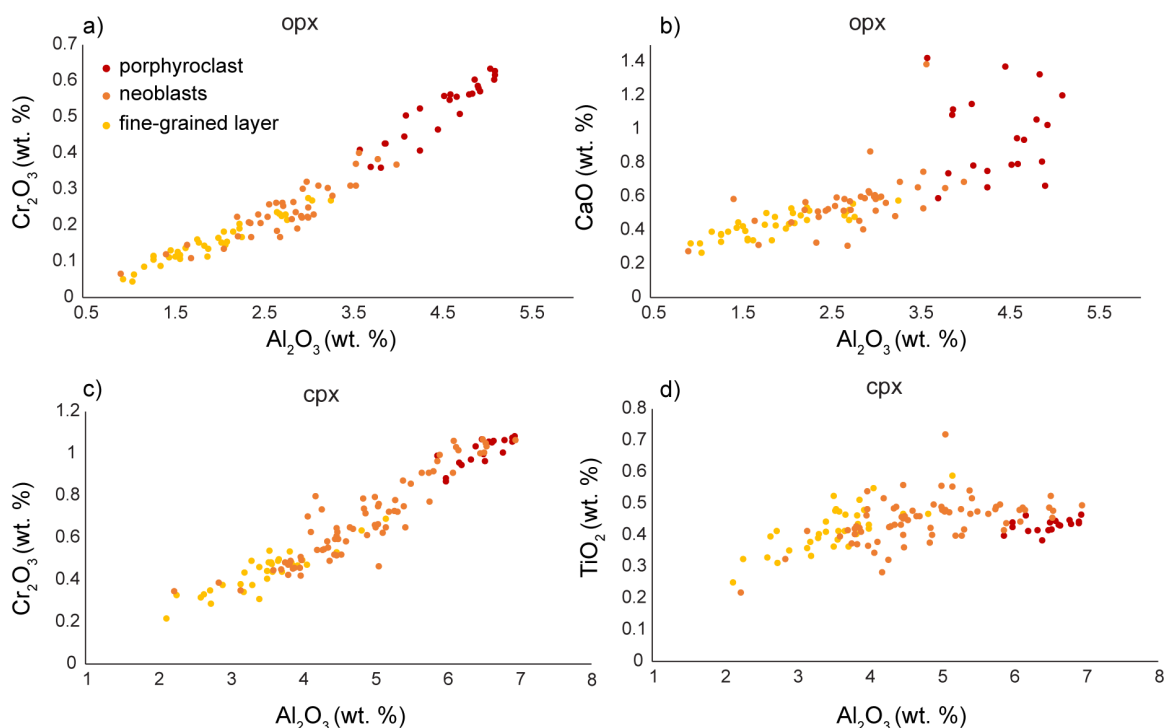 a)
opx
Cr₂O₃ (wt. %)
0.7
0.6
0.5
0.4
0.3
0.2
0.1
0
porphyroclast
neoblasts
fine-grained layer
0.5 1.5 2.5 3.5 4.5 5.5
Al₂O₃ (wt. %)
b)
opx
CaO (wt. %)
1.4
1.2
1
0.8
0.6
0.4
0.2
0
0.5 1.5 2.5 3.5 4.5 5.5
Al₂O₃ (wt. %)
c)
cpx
Cr₂O₃ (wt. %)
1.2
1
0.8
0.6
0.4
0.2
0
1 2 3 4 5 6 7 8
Al₂O₃ (wt. %)
d)
cpx
TiO₂ (wt. %)
0.8
0.7
0.6
0.5
0.4
0.3
0.2
0.1
0
1 2 3 4 5 6 7 8
Al₂O₃ (wt. %)